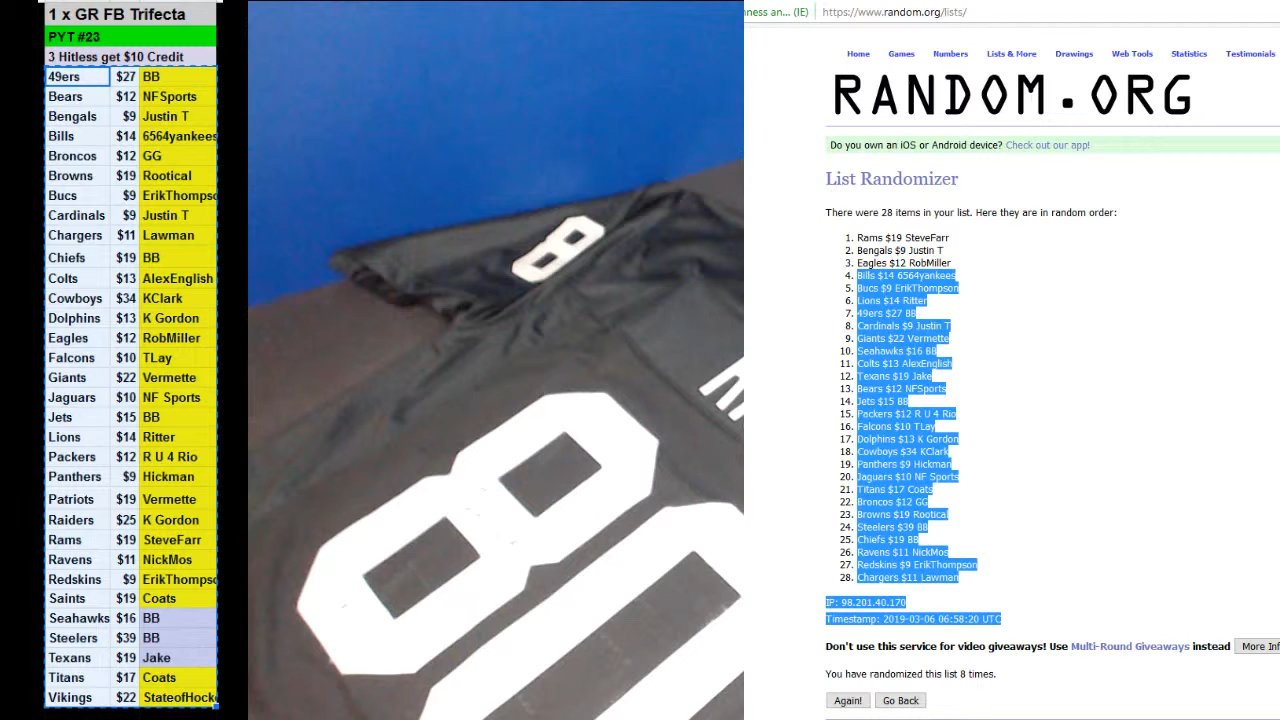 1 x GR FB Trifecta
PYT #23
3 Hitless get $10 Credit
49ers $27 BB
Bears $12 NFSports
Bengals $9 Justin T
Bills $14 6564yankees
Broncos $12 GG
Browns $19 Rootical
Bucs $9 ErikThompso
Cardinals $9 Justin T
Chargers $11 Lawman
Chiefs $19 BB
Colts $13 AlexEnglish
Cowboys $34 KClark
Dolphins $13 K Gordon
Eagles $12 RobMiller
Falcons $10 TLay
Giants $22 Vermette
Jaguars $10 NF Sports
Jets $15 BB
Lions $14 Ritter
Packers $12 R U 4 Rio
Panthers $9 Hickman
Patriots $19 Vermette
Raiders $25 K Gordon
Rams $19 SteveFarr
Ravens $11 NickMos
Redskins $9 ErikThompso
Saints $19 Coats
Seahawks $16 BB
Steelers $39 BB
Texans $19 Jake
Titans $17 Coats
Vikings $22 StateofHocke
8
80
ness an... (IE) https://www.random.org/lists/
Home Games Numbers Lists & More Drawings Web Tools Statistics Testimonials
RANDOM.ORG
Do you own an iOS or Android device? Check out our app!
List Randomizer
There were 28 items in your list. Here they are in random order:
1. Rams $19 SteveFarr
2. Bengals $9 Justin T
3. Eagles $12 RobMiller
4. Bills $14 6564yankees
5. Bucs $9 ErikThompson
6. Lions $14 Ritter
7. 49ers $27 BB
8. Cardinals $9 Justin T
9. Giants $22 Vermette
10. Seahawks $16 BB
11. Colts $13 AlexEnglish
12. Texans $19 Jake
13. Bears $12 NFSports
14. Jets $15 BB
15. Packers $12 R U 4 Rio
16. Falcons $10 TLay
17. Dolphins $13 K Gordon
18. Cowboys $34 KClark
19. Panthers $9 Hickman
20. Jaguars $10 NF Sports
21. Titans $17 Coats
22. Broncos $12 GG
23. Browns $19 Rootical
24. Steelers $39 BB
25. Chiefs $19 BB
26. Ravens $11 NickMos
27. Redskins $9 ErikThompson
28. Chargers $11 Lawman
IP: 98.201.40.170
Timestamp: 2019-03-06 06:58:20 UTC
Don't use this service for video giveaways! Use Multi-Round Giveaways instead More Inf
You have randomized this list 8 times.
Again! Go Back